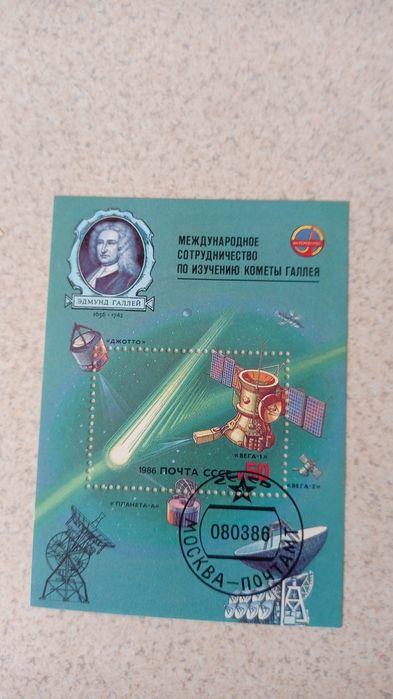 МЕЖДУНАРОДНОЕ
СОТРУДНИЧЕСТВО
ПО ИЗУЧЕНИЮ КОМЕТЫ ГАЛЛЕЯ
ЭДМУНД ГАЛЛЕЙ
1656 - 1742
«ДЖОТТО»
«ВЕГА-1»
1986 ПОЧТА СССР 50
«ВЕГА-2»
«ПЛАНЕТА-А»
080386
МОСКВА–ПОЧТАМТ